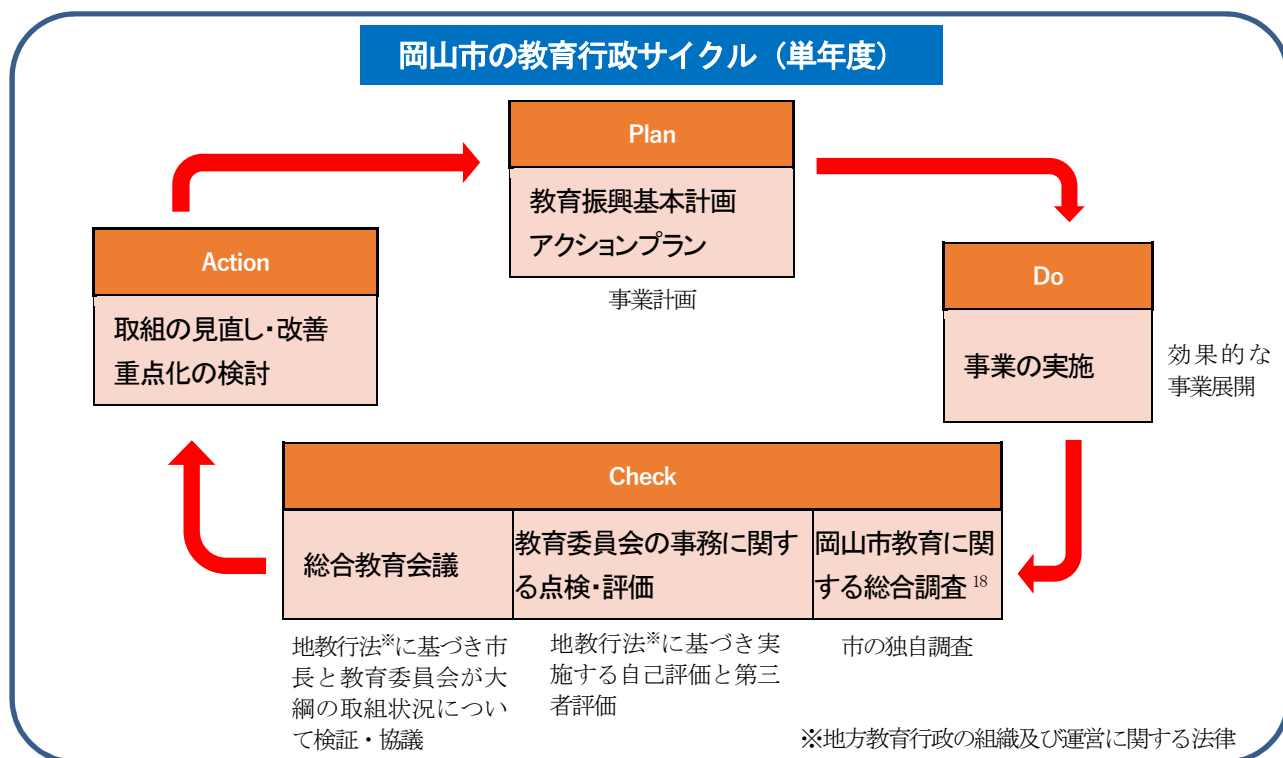 岡山市の教育行政サイクル（単年度）
Plan
教育振興基本計画
アクションプラン
事業計画
Do
事業の実施
効果的な
事業展開
Check
総合教育会議
教育委員会の事務に関す
る点検・評価
岡山市教育に関
する総合調査18
地教行法※に基づき市
長と教育委員会が大
綱の取組状況につい
て検証・協議
地教行法※に基づき実
施する自己評価と第三
者評価
市の独自調査
Action
取組の見直し・改善
重点化の検討
※地方教育行政の組織及び運営に関する法律